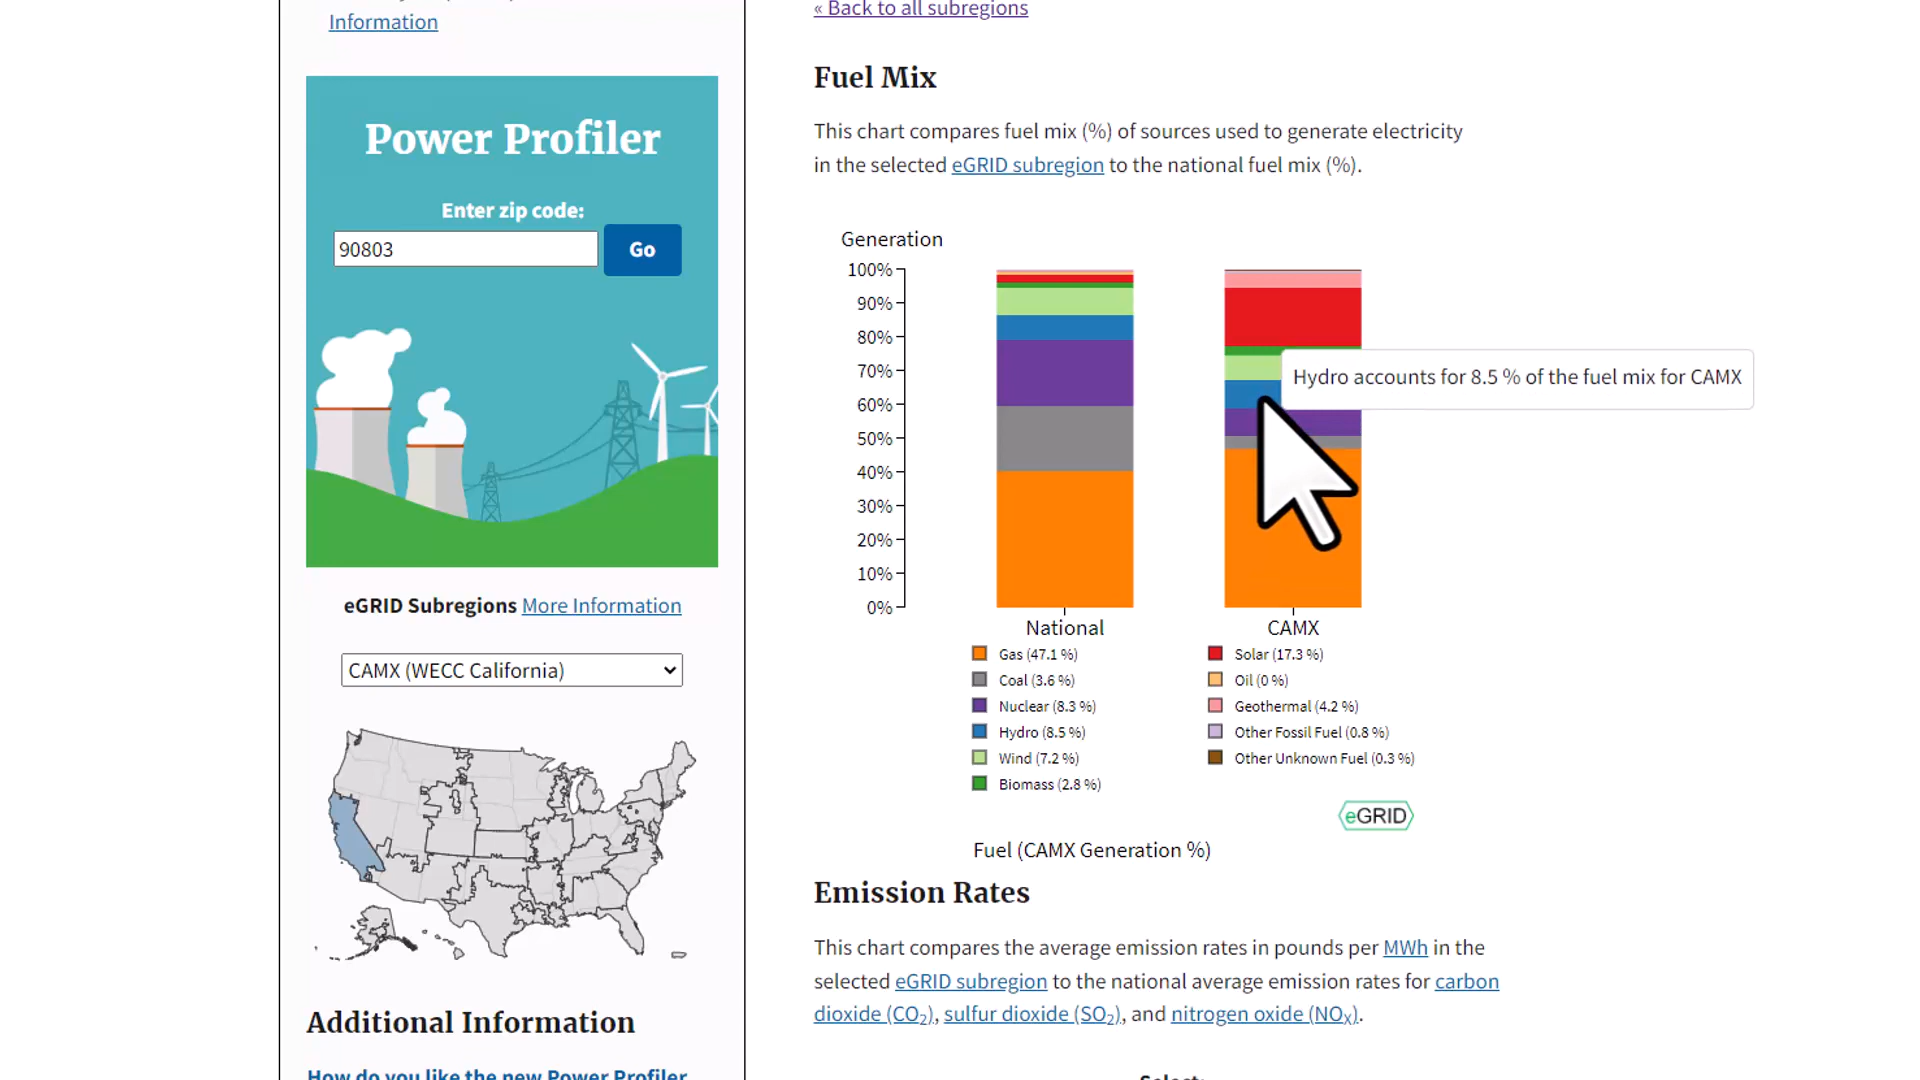 Information
Power Profiler
Enter zip code:
90803
Go
eGRID Subregions More Information
CAMX (WECC California)
Additional Information
How do you like the new Power Profiler
« Back to all subregions
Fuel Mix
This chart compares fuel mix (%) of sources used to generate electricity
in the selected eGRID subregion to the national fuel mix (%).
Generation
100%
90%
80%
70%
60%
50%
40%
30%
20%
10%
0%
Hydro accounts for 8.5 % of the fuel mix for CAMX
National
CAMX
Gas (47.1 %)
Coal (3.6 %)
Nuclear (8.3 %)
Hydro (8.5 %)
Wind (7.2 %)
Biomass (2.8 %)
Solar (17.3 %)
Oil (0 %)
Geothermal (4.2 %)
Other Fossil Fuel (0.8 %)
Other Unknown Fuel (0.3 %)
eGRID
Fuel (CAMX Generation %)
Emission Rates
This chart compares the average emission rates in pounds per MWh in the
selected eGRID subregion to the national average emission rates for carbon
dioxide (CO₂), sulfur dioxide (SO₂), and nitrogen oxide (NOₓ).
Select: